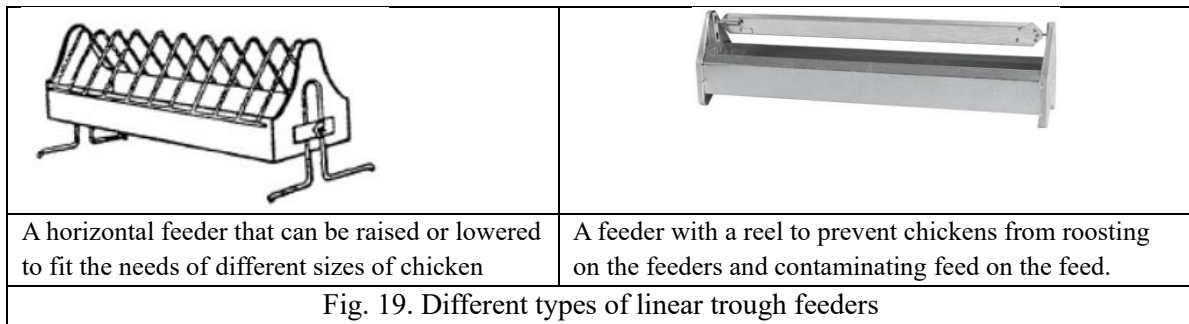 A horizontal feeder that can be raised or lowered
to fit the needs of different sizes of chicken
A feeder with a reel to prevent chickens from roosting
on the feeders and contaminating feed on the feed.
Fig. 19. Different types of linear trough feeders